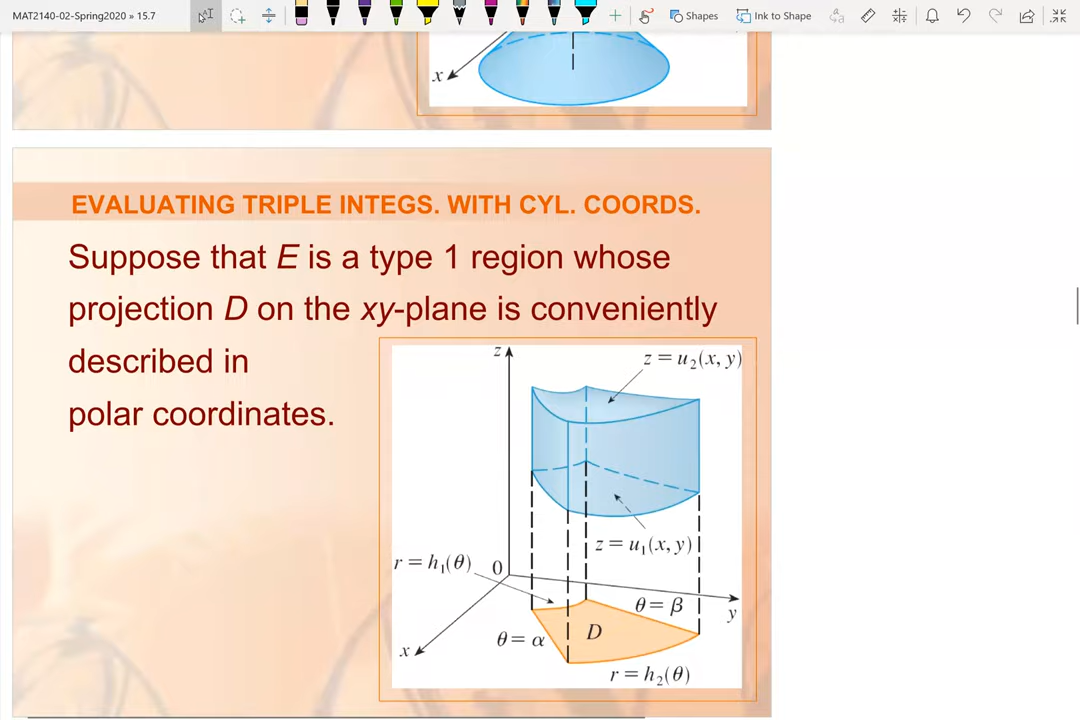 MAT2140-02-Spring2020 » 15.7
Shapes
Ink to Shape
x
EVALUATING TRIPLE INTEGS. WITH CYL. COORDS.
Suppose that E is a type 1 region whose
projection D on the xy-plane is conveniently
described in
polar coordinates.
z
z = u₂(x, y)
z = u₁(x, y)
r = h₁(θ)
0
θ = β
y
θ = α
D
x
r = h₂(θ)